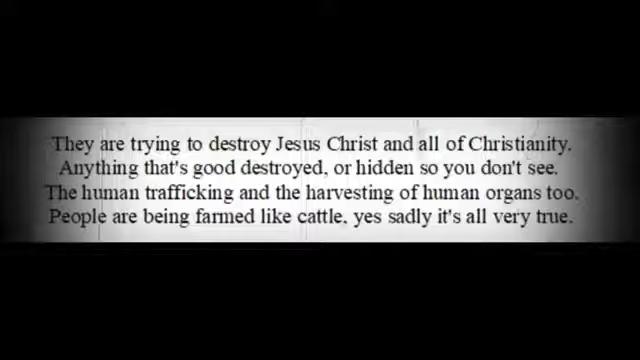 They are trying to destroy Jesus Christ and all of Christianity.
Anything that's good destroyed, or hidden so you don't see.
The human trafficking and the harvesting of human organs too.
People are being farmed like cattle, yes sadly it's all very true.